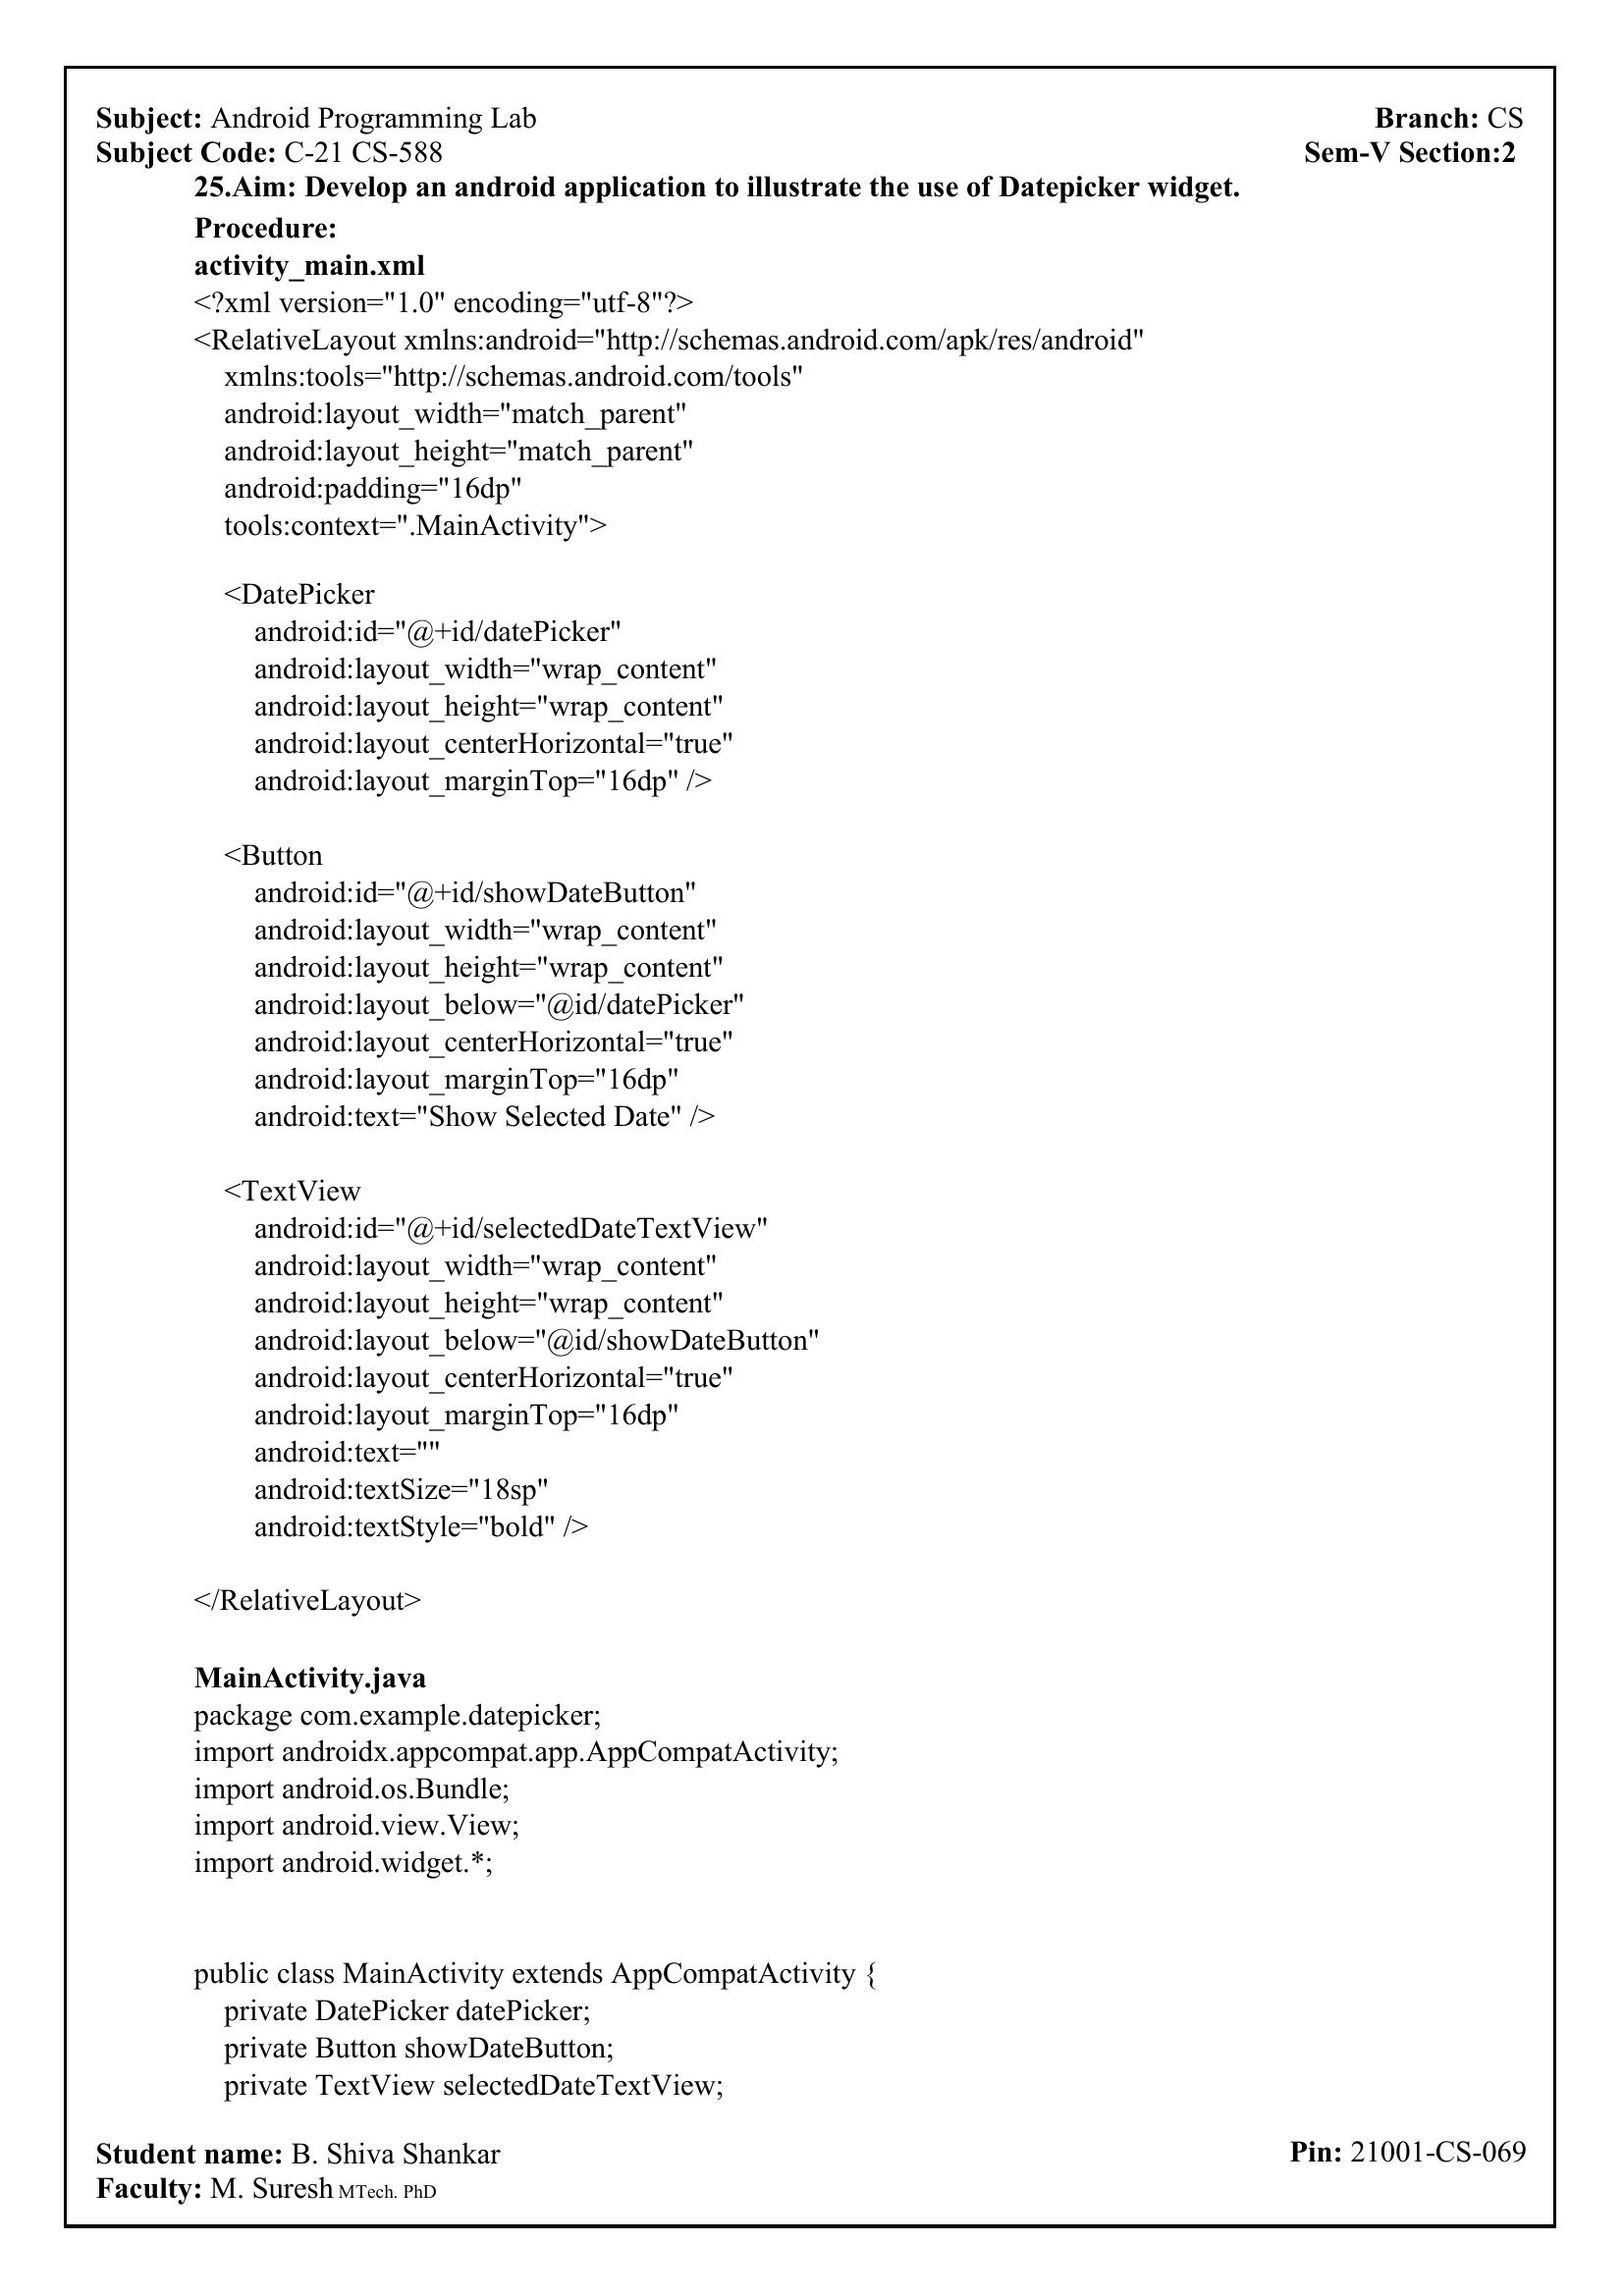 Subject: Android Programming Lab Branch: CS
Subject Code: C-21 CS-588 Sem-V Section:2
25.Aim: Develop an android application to illustrate the use of Datepicker widget.
Procedure:
activity_main.xml
<?xml version="1.0" encoding="utf-8"?>
<RelativeLayout xmlns:android="http://schemas.android.com/apk/res/android"
    xmlns:tools="http://schemas.android.com/tools"
    android:layout_width="match_parent"
    android:layout_height="match_parent"
    android:padding="16dp"
    tools:context=".MainActivity">

    <DatePicker
        android:id="@+id/datePicker"
        android:layout_width="wrap_content"
        android:layout_height="wrap_content"
        android:layout_centerHorizontal="true"
        android:layout_marginTop="16dp" />

    <Button
        android:id="@+id/showDateButton"
        android:layout_width="wrap_content"
        android:layout_height="wrap_content"
        android:layout_below="@id/datePicker"
        android:layout_centerHorizontal="true"
        android:layout_marginTop="16dp"
        android:text="Show Selected Date" />

    <TextView
        android:id="@+id/selectedDateTextView"
        android:layout_width="wrap_content"
        android:layout_height="wrap_content"
        android:layout_below="@id/showDateButton"
        android:layout_centerHorizontal="true"
        android:layout_marginTop="16dp"
        android:text=""
        android:textSize="18sp"
        android:textStyle="bold" />

</RelativeLayout>

MainActivity.java
package com.example.datepicker;
import androidx.appcompat.app.AppCompatActivity;
import android.os.Bundle;
import android.view.View;
import android.widget.*;

public class MainActivity extends AppCompatActivity {
    private DatePicker datePicker;
    private Button showDateButton;
    private TextView selectedDateTextView;

Student name: B. Shiva Shankar Pin: 21001-CS-069
Faculty: M. Suresh MTech. PhD